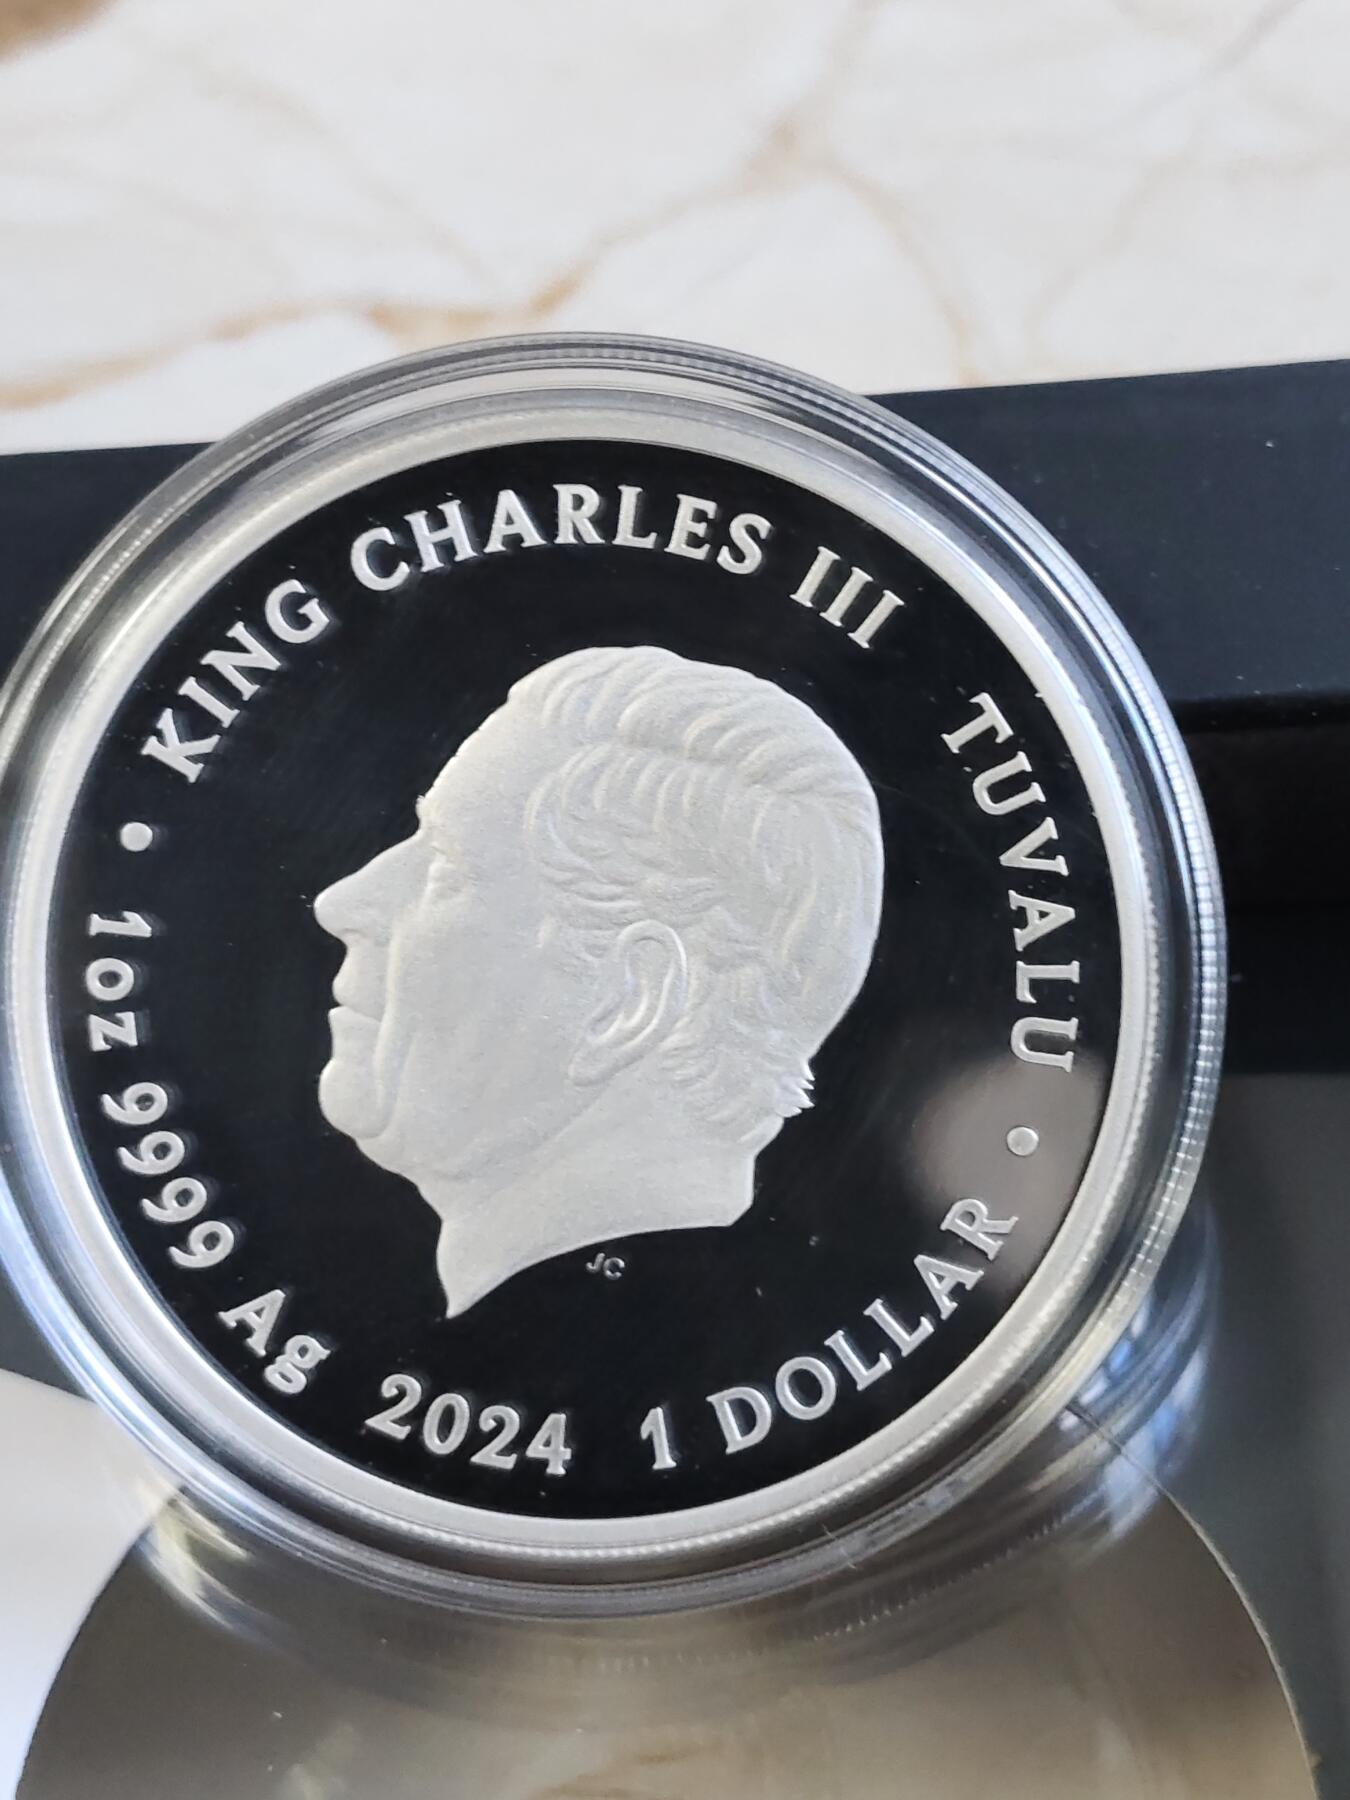 • KING CHARLES III TUVALU •
1oz 9999 Ag 2024 1 DOLLAR
JC